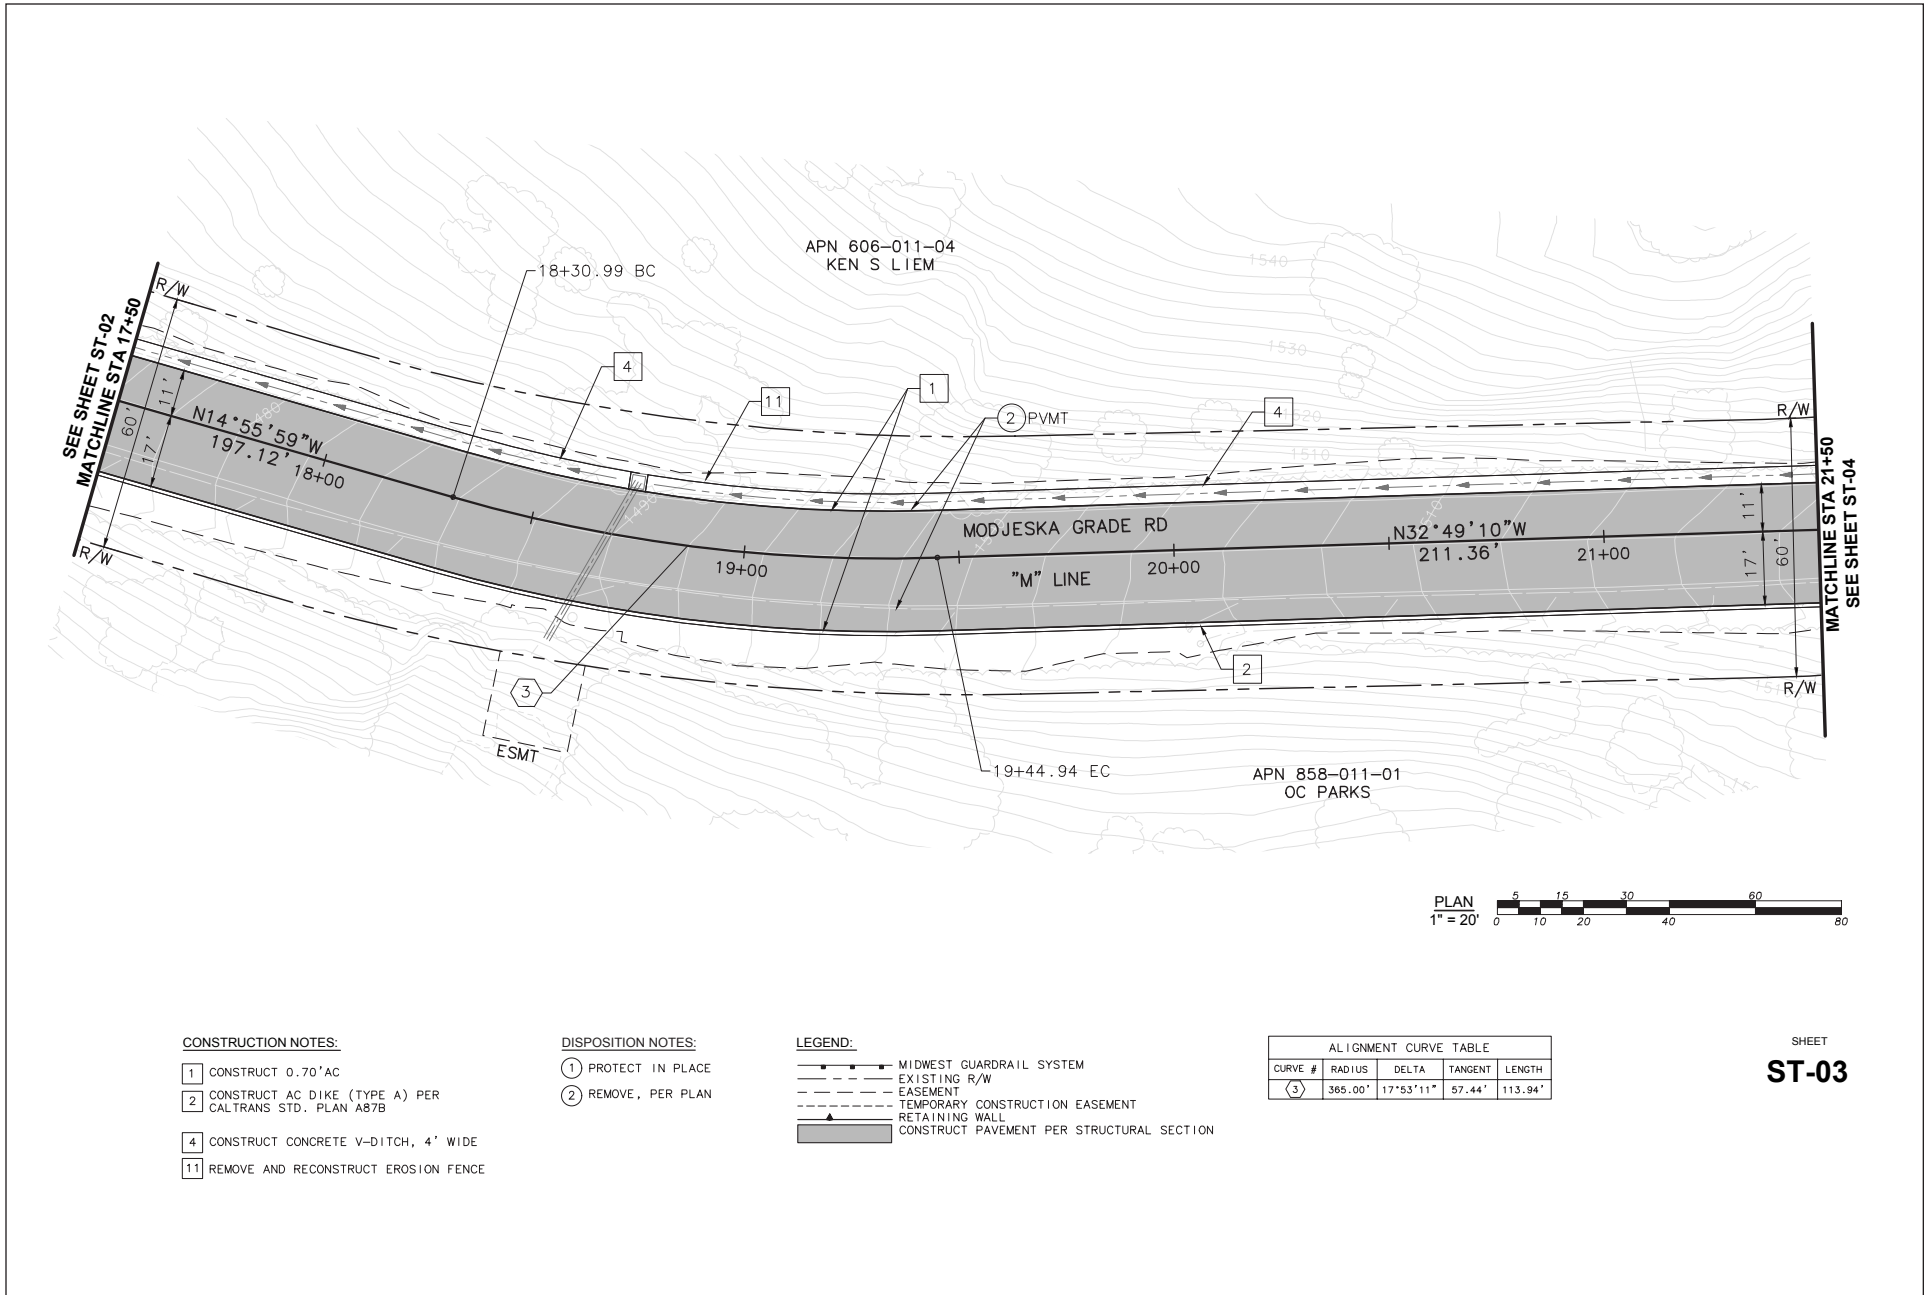 APN 606-011-04
KEN S LIEM
18+30.99 BC
1540
1530
1520
1510
R/W
SEE SHEET ST-02
MATCHLINE STA 17+50
60'
11'
17'
N14°55'59"W
197.12'
18+00
1480
1490
4
11
1
2 PVMT
4
R/W
MODJESKA GRADE RD
"M" LINE
19+00
20+00
N32°49'10"W
211.36'
21+00
11'
17'
60'
MATCHLINE STA 21+50
SEE SHEET ST-04
R/W
R/W
3
ESMT
2
19+44.94 EC
APN 858-011-01
OC PARKS
PLAN
1" = 20'
5 15 30 60
0 10 20 40 80
CONSTRUCTION NOTES:
1 CONSTRUCT 0.70'AC
2 CONSTRUCT AC DIKE (TYPE A) PER
CALTRANS STD. PLAN A87B
4 CONSTRUCT CONCRETE V-DITCH, 4' WIDE
11 REMOVE AND RECONSTRUCT EROSION FENCE
DISPOSITION NOTES:
1 PROTECT IN PLACE
2 REMOVE, PER PLAN
LEGEND:
MIDWEST GUARDRAIL SYSTEM
EXISTING R/W
EASEMENT
TEMPORARY CONSTRUCTION EASEMENT
RETAINING WALL
CONSTRUCT PAVEMENT PER STRUCTURAL SECTION
ALIGNMENT CURVE TABLE
CURVE # RADIUS DELTA TANGENT LENGTH
3 365.00' 17°53'11" 57.44' 113.94'
SHEET
ST-03